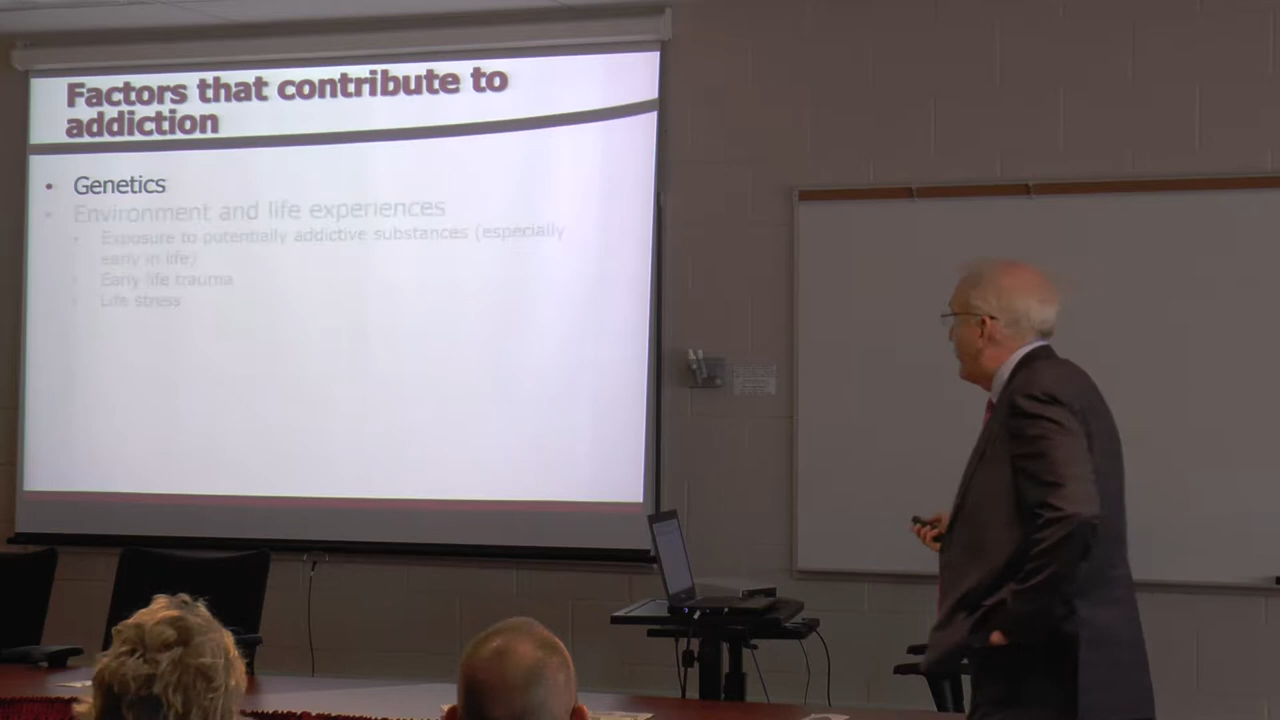 Factors that contribute to
addiction
• Genetics
• Environment and life experiences
• Exposure to potentially addictive substances (especially
early in life)
• Early life trauma
• Life stress